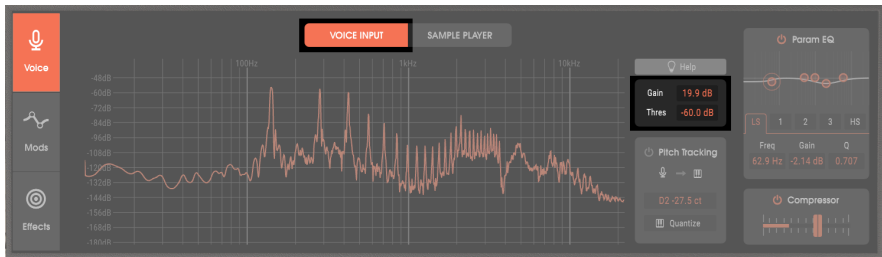 Voice
Mods
Effects
VOICE INPUT
SAMPLE PLAYER
100Hz
1kHz
10kHz
-48dB
-60dB
-72dB
-84dB
-96dB
-108dB
-120dB
-132dB
-144dB
-156dB
-168dB
-180dB
Help
Gain 19.9 dB
Thres -60.0 dB
Pitch Tracking
D2 -27.5 ct
Quantize
Param EQ
LS 1 2 3 HS
Freq Gain Q
62.9 Hz -2.14 dB 0.707
Compressor